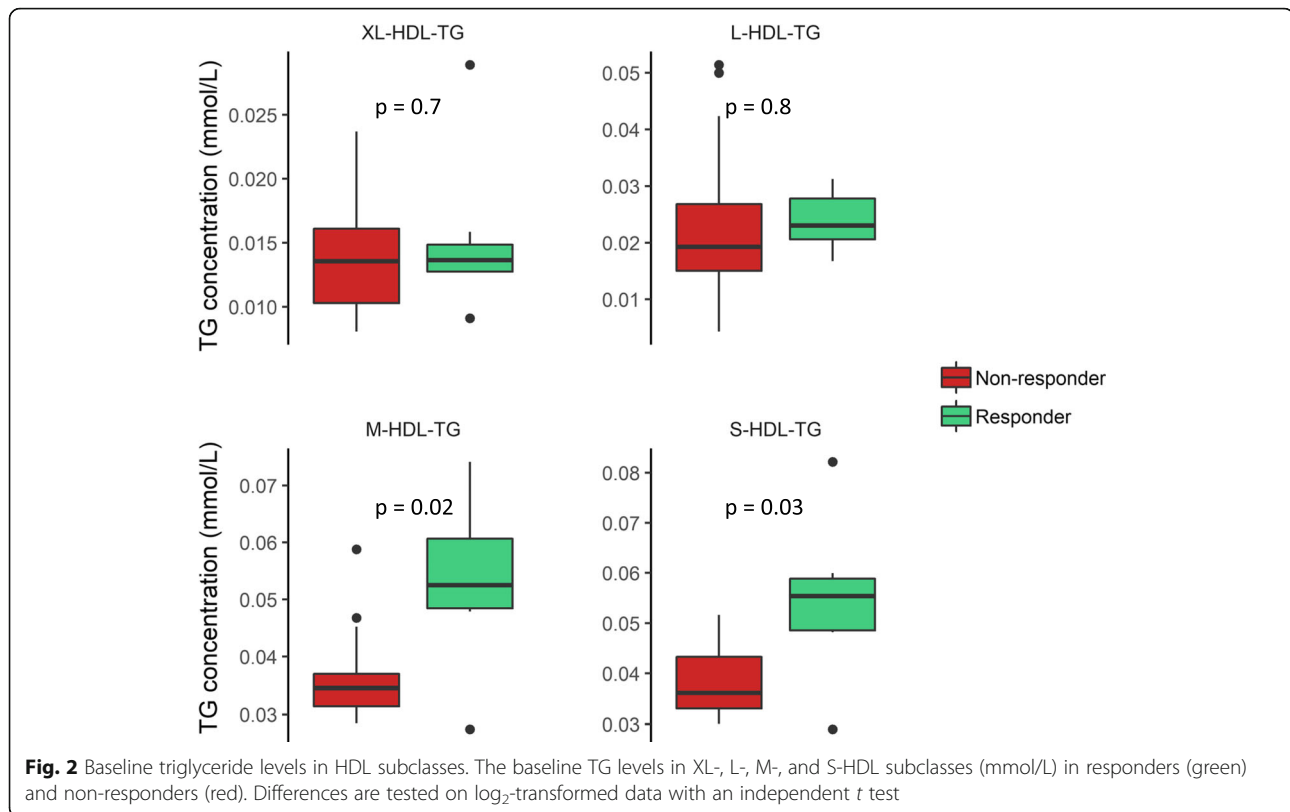 XL-HDL-TG
L-HDL-TG
TG concentration (mmol/L)
0.025
0.020
0.015
0.010
p = 0.7
0.05
0.04
0.03
0.02
0.01
p = 0.8
Non-responder
Responder
M-HDL-TG
S-HDL-TG
TG concentration (mmol/L)
0.07
0.06
0.05
0.04
0.03
p = 0.02
0.08
0.07
0.06
0.05
0.04
0.03
p = 0.03
Fig. 2 Baseline triglyceride levels in HDL subclasses. The baseline TG levels in XL-, L-, M-, and S-HDL subclasses (mmol/L) in responders (green)
and non-responders (red). Differences are tested on log₂-transformed data with an independent t test